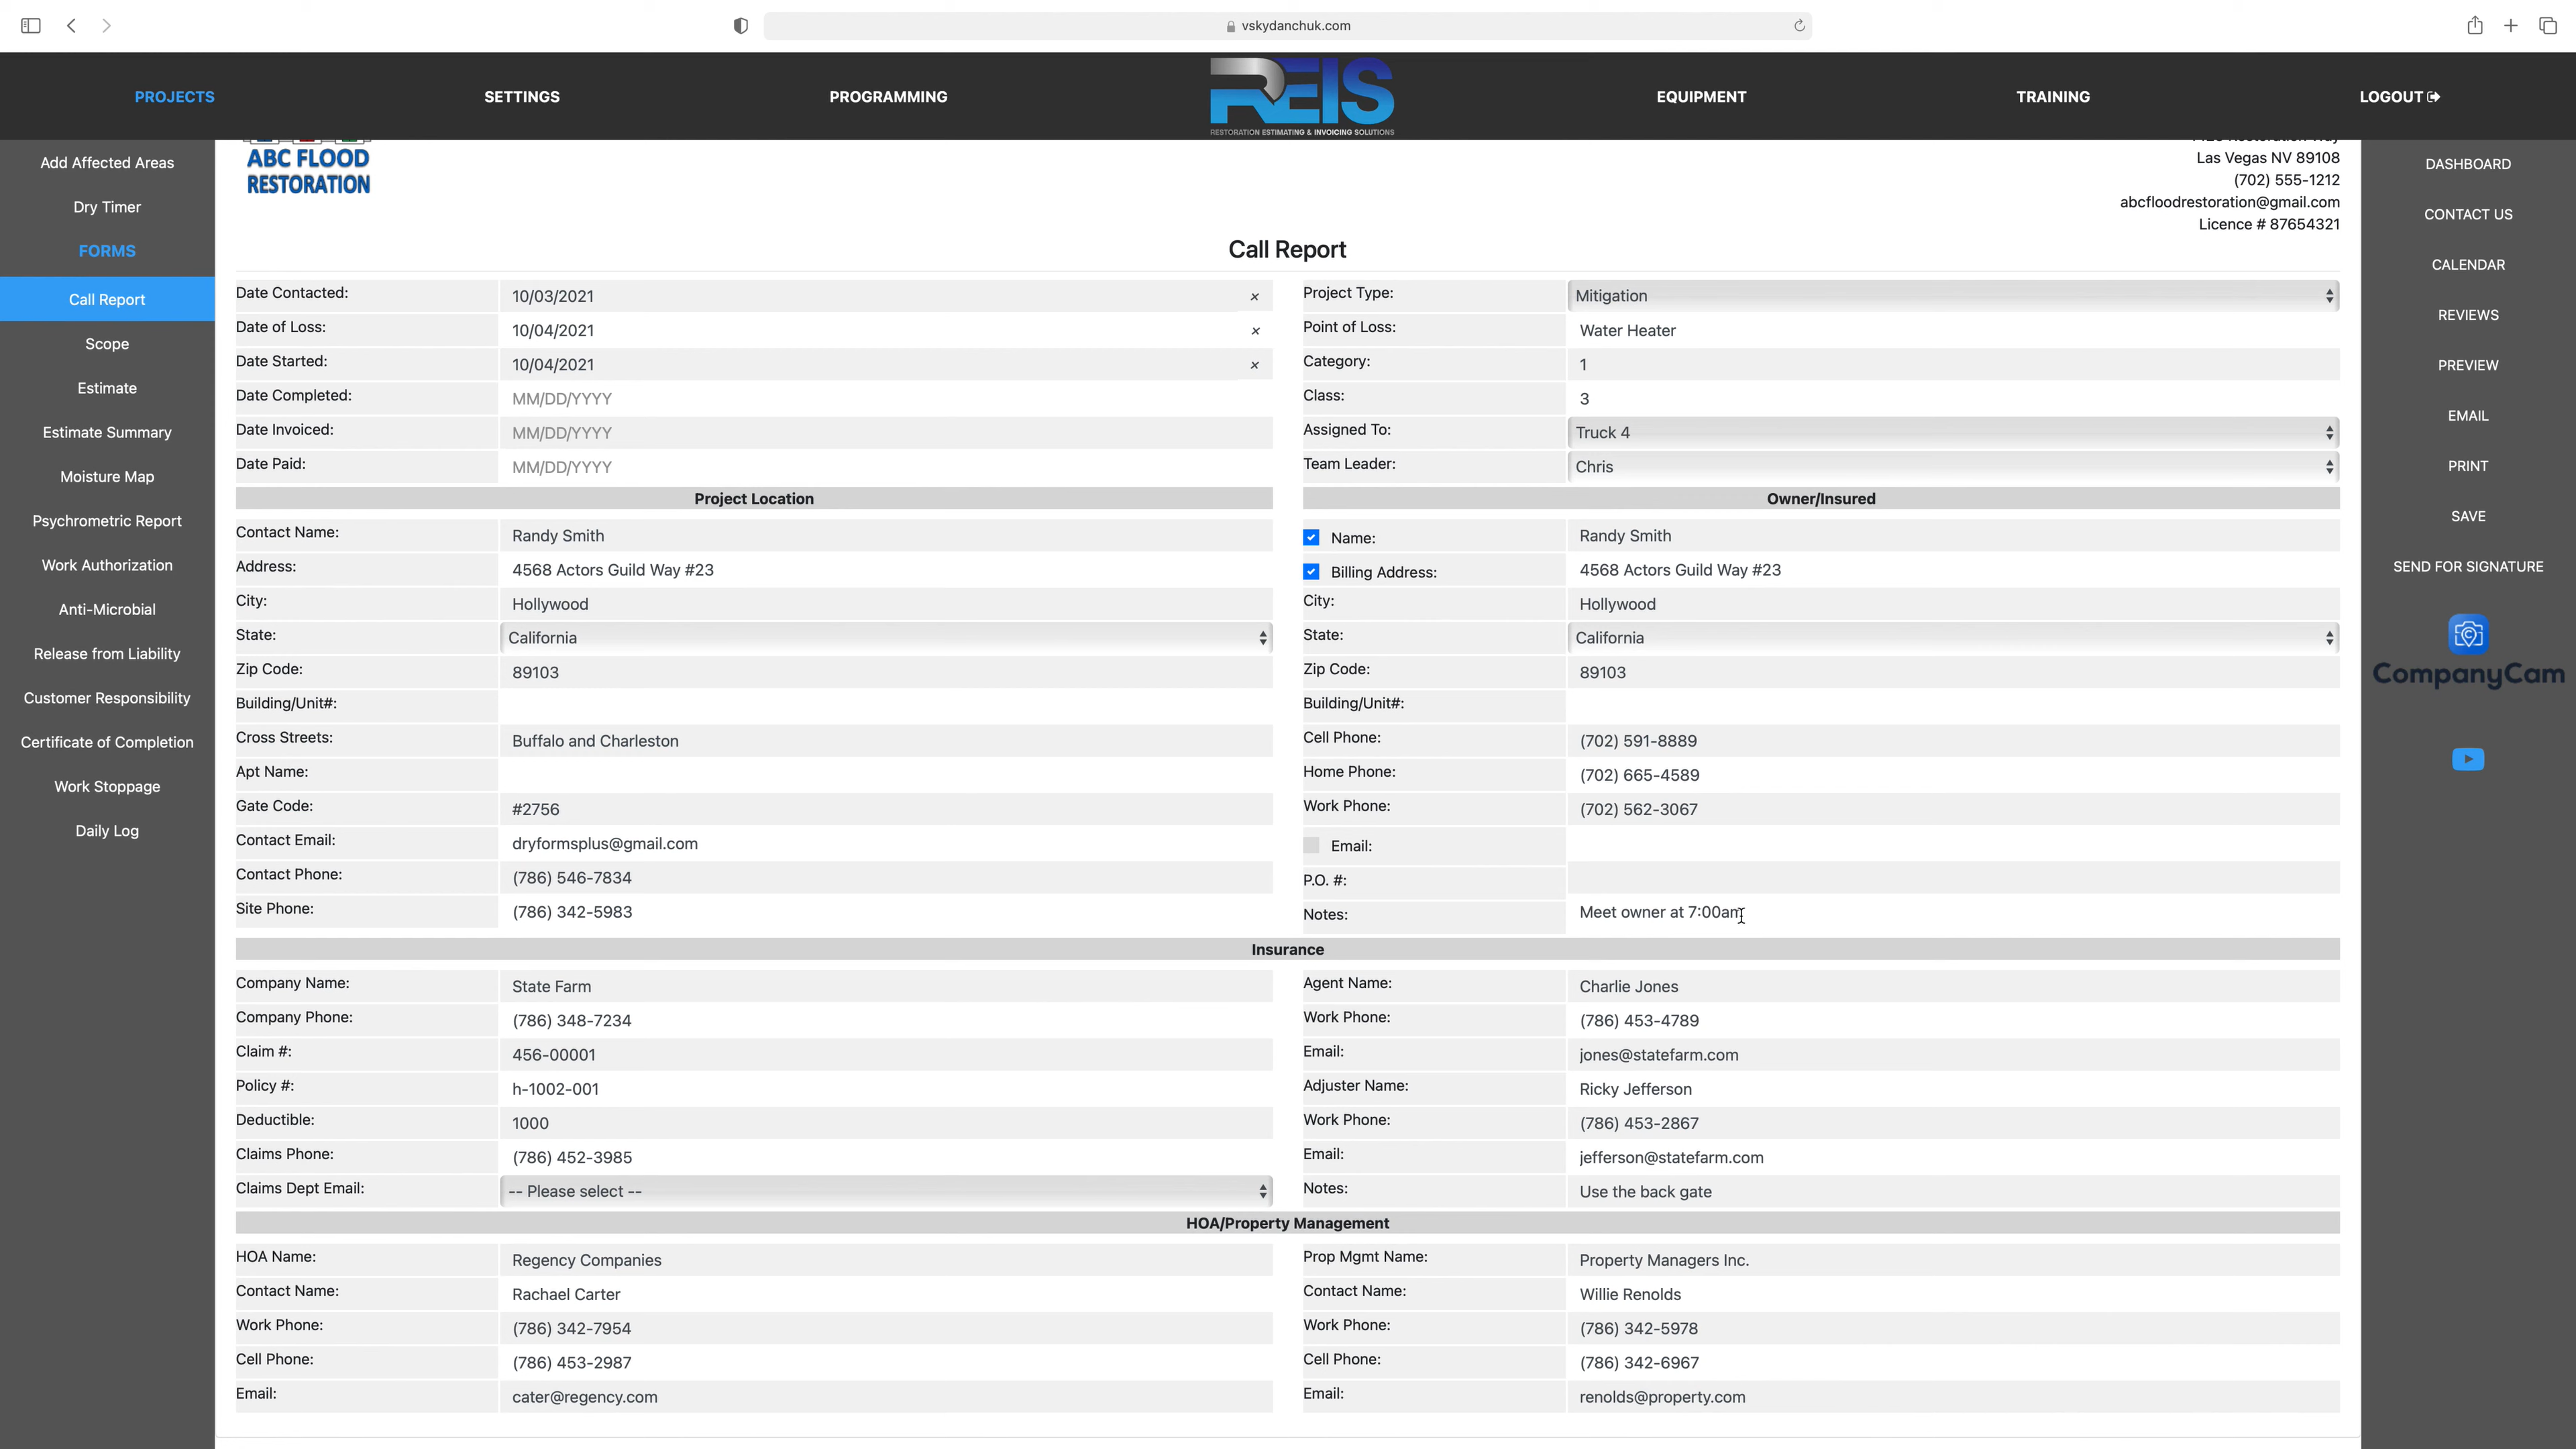 vskydanchuk.com
PROJECTS
SETTINGS
PROGRAMMING
REIS
RESTORATION ESTIMATING & INVOICING SOLUTIONS
EQUIPMENT
TRAINING
LOGOUT
Add Affected Areas
Dry Timer
FORMS
Call Report
Scope
Estimate
Estimate Summary
Moisture Map
Psychrometric Report
Work Authorization
Anti-Microbial
Release from Liability
Customer Responsibility
Certificate of Completion
Work Stoppage
Daily Log
ABC FLOOD
RESTORATION
Las Vegas NV 89108
(702) 555-1212
abcfloodrestoration@gmail.com
Licence # 87654321
Call Report
Date Contacted: 10/03/2021 ×
Date of Loss: 10/04/2021 ×
Date Started: 10/04/2021 ×
Date Completed: MM/DD/YYYY
Date Invoiced: MM/DD/YYYY
Date Paid: MM/DD/YYYY
Project Type: Mitigation
Point of Loss: Water Heater
Category: 1
Class: 3
Assigned To: Truck 4
Team Leader: Chris
Project Location
Contact Name: Randy Smith
Address: 4568 Actors Guild Way #23
City: Hollywood
State: California
Zip Code: 89103
Building/Unit#:
Cross Streets: Buffalo and Charleston
Apt Name:
Gate Code: #2756
Contact Email: dryformsplus@gmail.com
Contact Phone: (786) 546-7834
Site Phone: (786) 342-5983
Owner/Insured
Name: Randy Smith
Billing Address: 4568 Actors Guild Way #23
City: Hollywood
State: California
Zip Code: 89103
Building/Unit#:
Cell Phone: (702) 591-8889
Home Phone: (702) 665-4589
Work Phone: (702) 562-3067
Email:
P.O. #:
Notes: Meet owner at 7:00am
Insurance
Company Name: State Farm
Company Phone: (786) 348-7234
Claim #: 456-00001
Policy #: h-1002-001
Deductible: 1000
Claims Phone: (786) 452-3985
Claims Dept Email: -- Please select --
Agent Name: Charlie Jones
Work Phone: (786) 453-4789
Email: jones@statefarm.com
Adjuster Name: Ricky Jefferson
Work Phone: (786) 453-2867
Email: jefferson@statefarm.com
Notes: Use the back gate
HOA/Property Management
HOA Name: Regency Companies
Contact Name: Rachael Carter
Work Phone: (786) 342-7954
Cell Phone: (786) 453-2987
Email: cater@regency.com
Prop Mgmt Name: Property Managers Inc.
Contact Name: Willie Renolds
Work Phone: (786) 342-5978
Cell Phone: (786) 342-6967
Email: renolds@property.com
DASHBOARD
CONTACT US
CALENDAR
REVIEWS
PREVIEW
EMAIL
PRINT
SAVE
SEND FOR SIGNATURE
CompanyCam